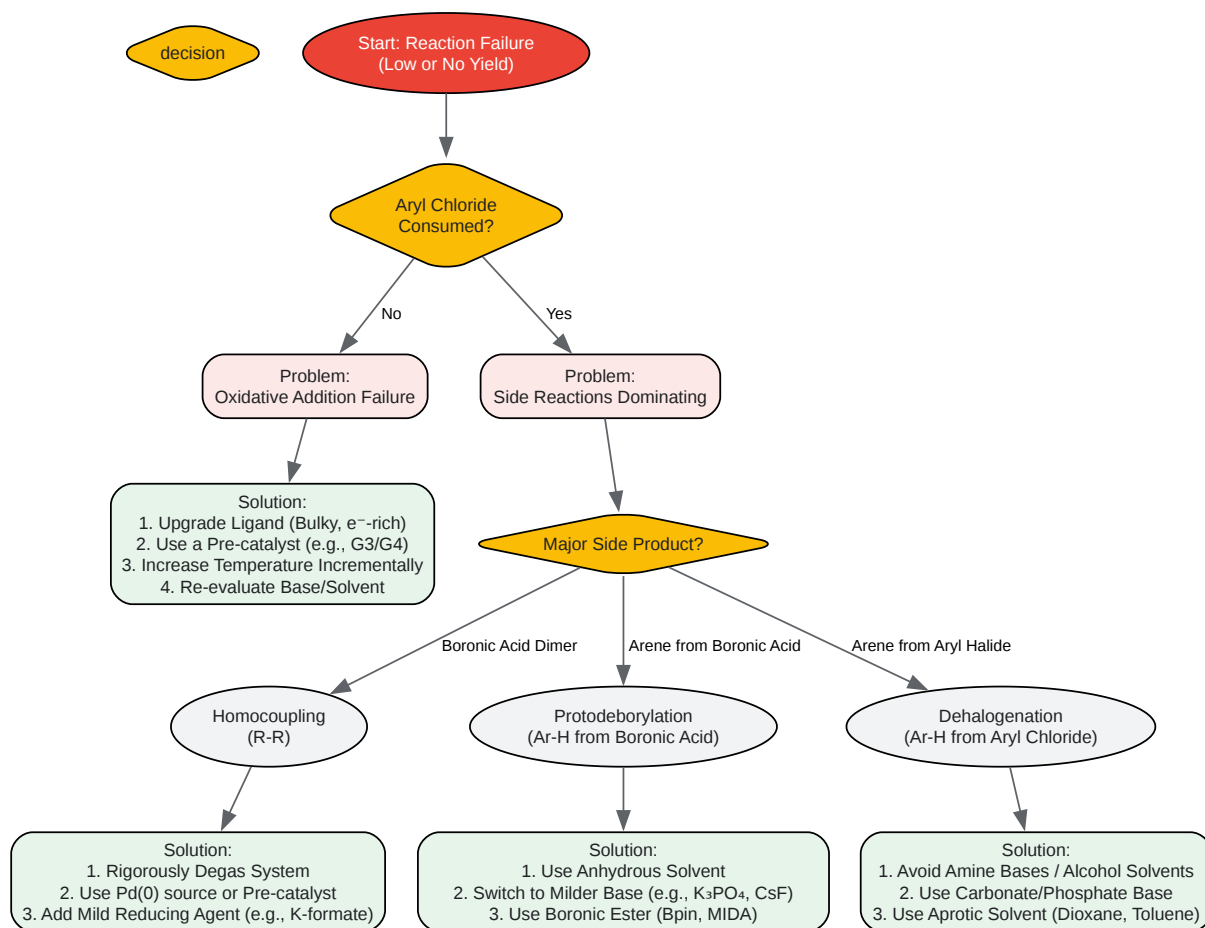 decision
Start: Reaction Failure
(Low or No Yield)
Aryl Chloride
Consumed?
No
Yes
Problem:
Oxidative Addition Failure
Problem:
Side Reactions Dominating
Solution:
1. Upgrade Ligand (Bulky, e⁻-rich)
2. Use a Pre-catalyst (e.g., G3/G4)
3. Increase Temperature Incrementally
4. Re-evaluate Base/Solvent
Major Side Product?
Boronic Acid Dimer
Arene from Boronic Acid
Arene from Aryl Halide
Homocoupling
(R-R)
Protodeborylation
(Ar-H from Boronic Acid)
Dehalogenation
(Ar-H from Aryl Chloride)
Solution:
1. Rigorously Degas System
2. Use Pd(0) source or Pre-catalyst
3. Add Mild Reducing Agent (e.g., K-formate)
Solution:
1. Use Anhydrous Solvent
2. Switch to Milder Base (e.g., K₃PO₄, CsF)
3. Use Boronic Ester (Bpin, MIDA)
Solution:
1. Avoid Amine Bases / Alcohol Solvents
2. Use Carbonate/Phosphate Base
3. Use Aprotic Solvent (Dioxane, Toluene)